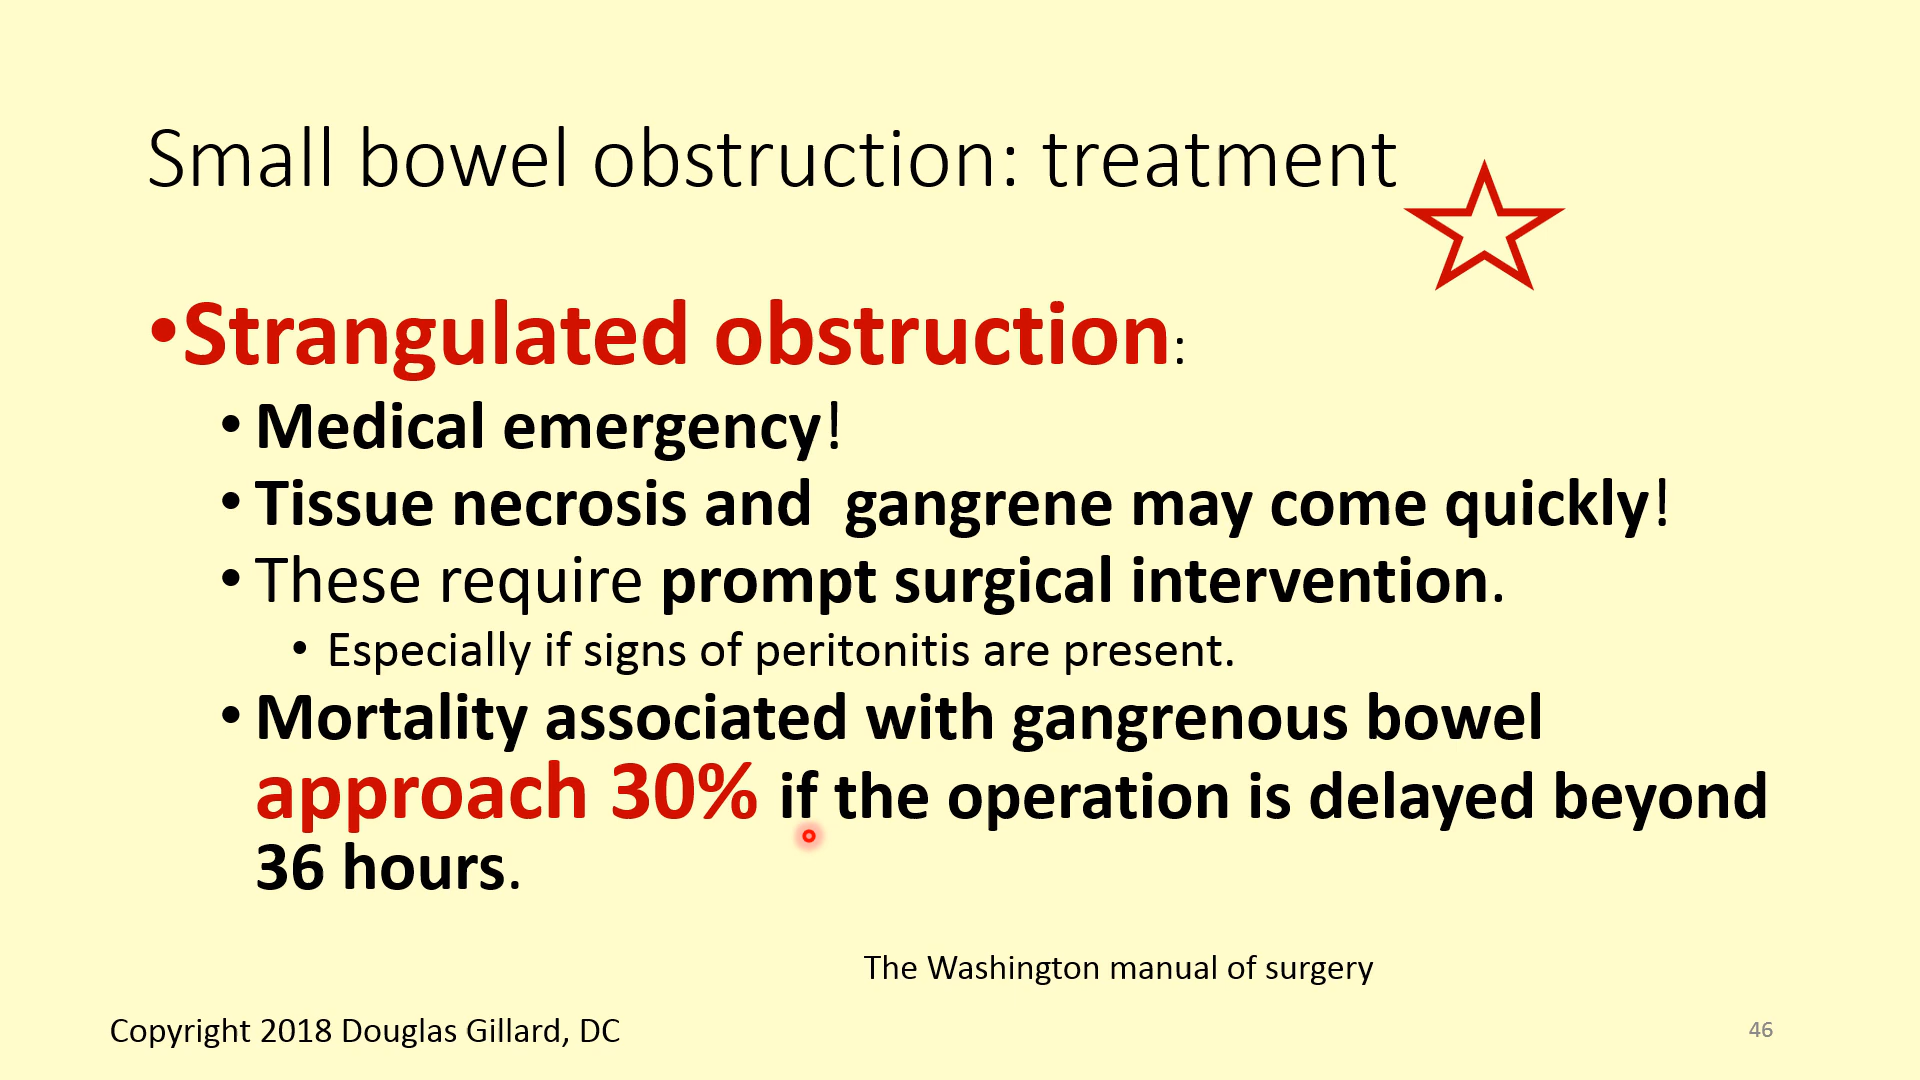 Small bowel obstruction: treatment
•Strangulated obstruction:
• Medical emergency!
• Tissue necrosis and  gangrene may come quickly!
• These require prompt surgical intervention.
• Especially if signs of peritonitis are present.
• Mortality associated with gangrenous bowel
approach 30% if the operation is delayed beyond
36 hours.
The Washington manual of surgery
Copyright 2018 Douglas Gillard, DC
46